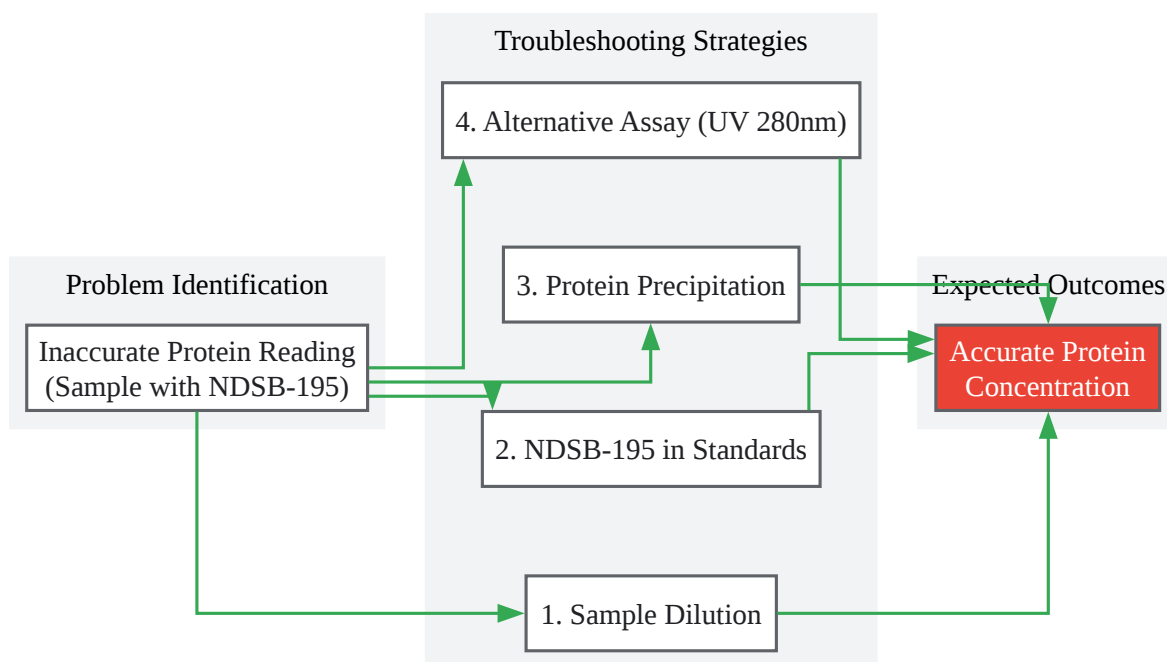 Troubleshooting Strategies
4. Alternative Assay (UV 280nm)
Problem Identification
3. Protein Precipitation
Expected Outcomes
Inaccurate Protein Reading
(Sample with NDSB-195)
Accurate Protein
Concentration
2. NDSB-195 in Standards
1. Sample Dilution